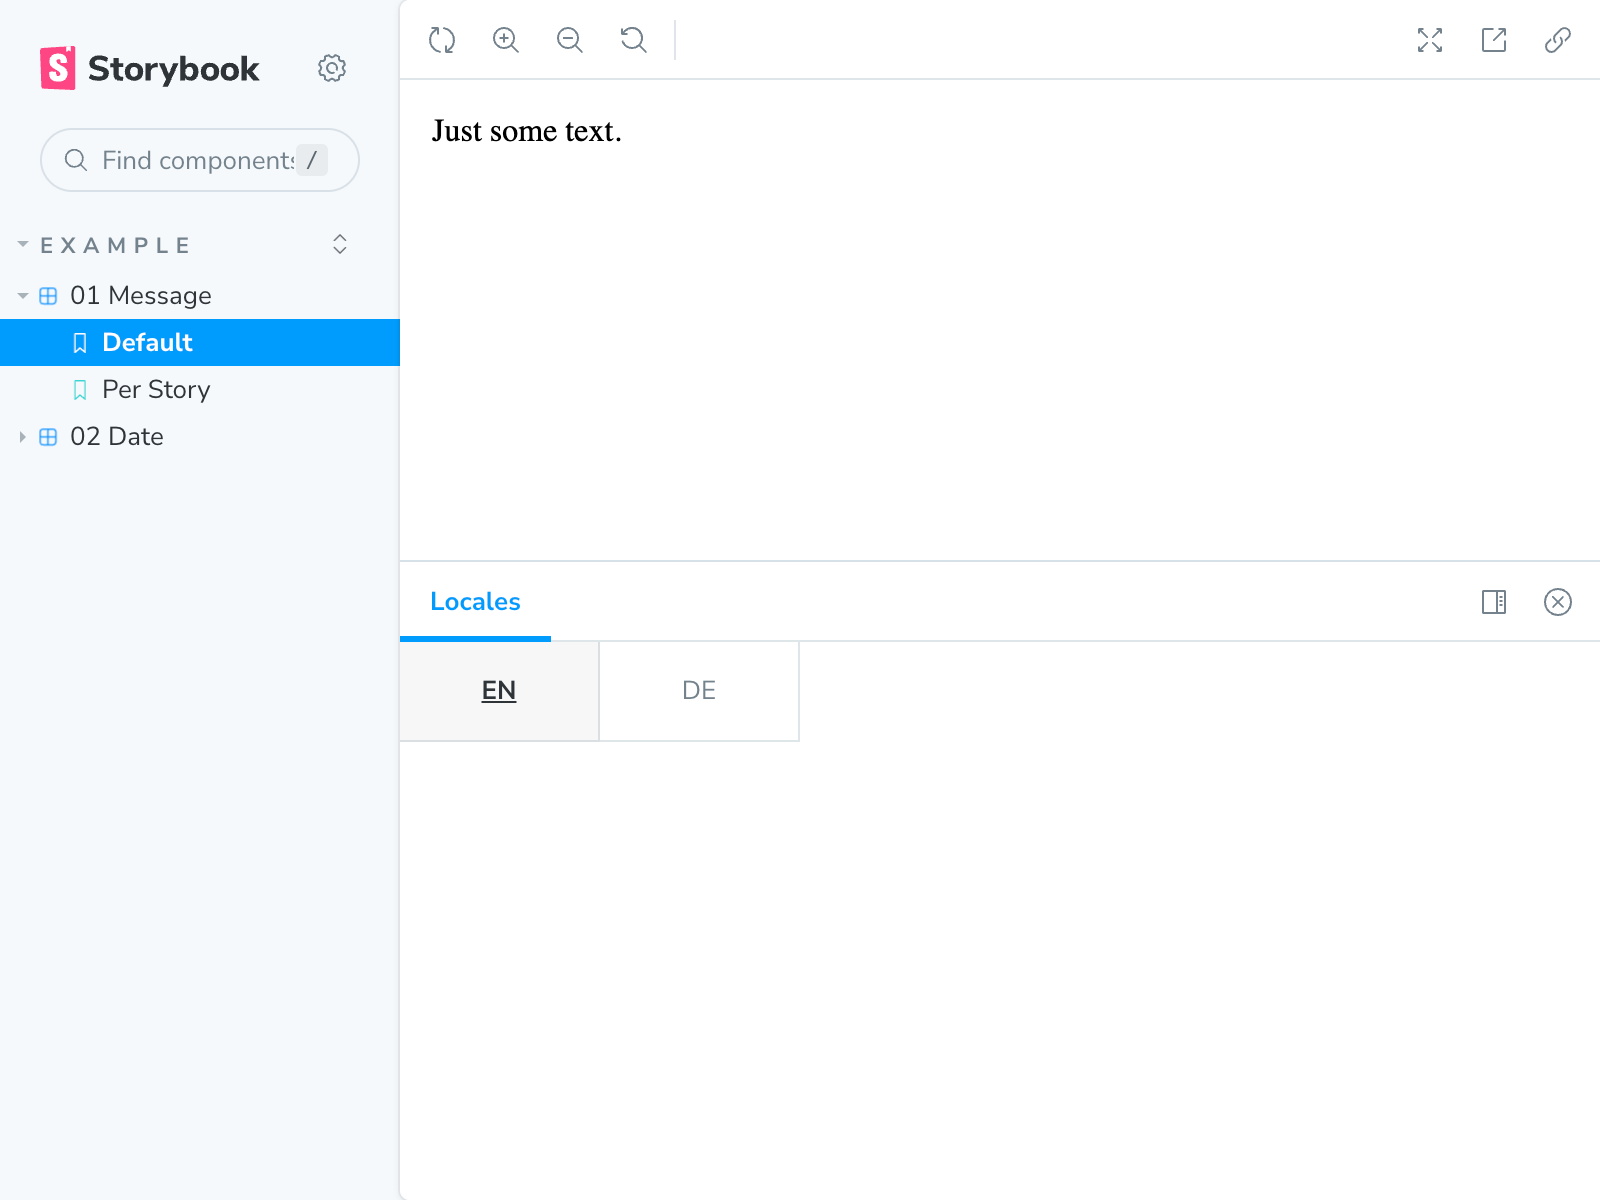 Storybook
Find components /
EXAMPLE
01 Message
Default
Per Story
02 Date
Just some text.
Locales
EN
DE